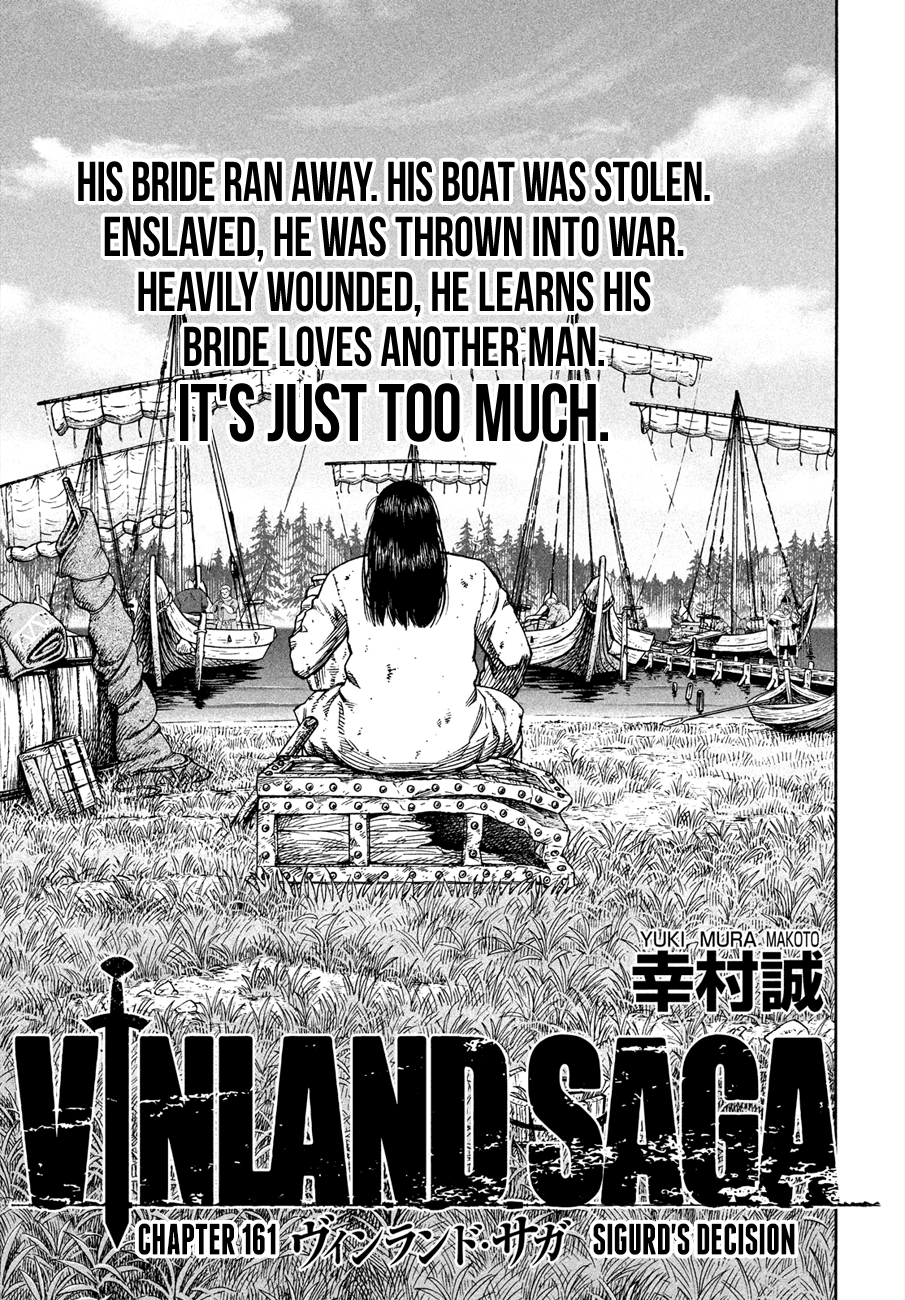 HIS BRIDE RAN AWAY. HIS BOAT WAS STOLEN.
ENSLAVED, HE WAS THROWN INTO WAR.
HEAVILY WOUNDED, HE LEARNS HIS
BRIDE LOVES ANOTHER MAN.
IT'S JUST TOO MUCH.
YUKI MURA MAKOTO
幸村誠
VINLAND SAGA
CHAPTER 161 ヴィンランド・サガ SIGURD'S DECISION